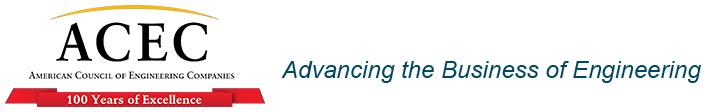 ACEC
AMERICAN COUNCIL OF ENGINEERING COMPANIES
100 Years of Excellence
Advancing the Business of Engineering